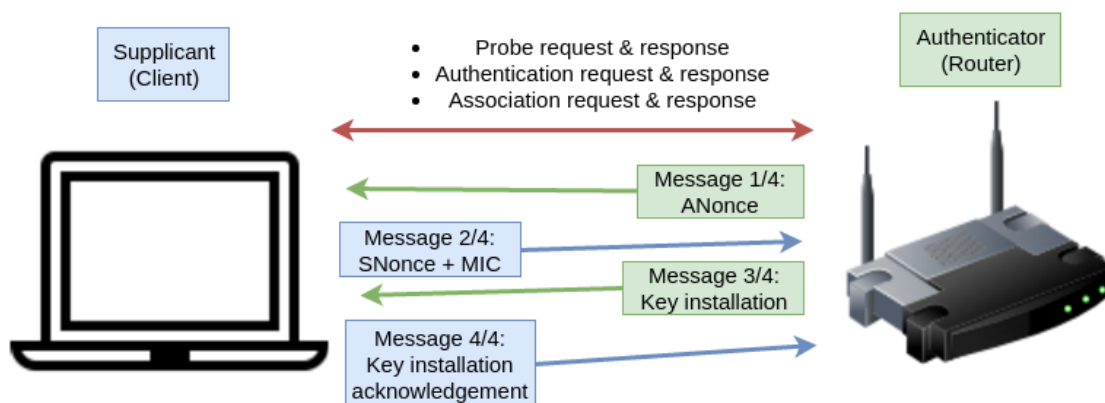 Supplicant
(Client)
• Probe request & response
• Authentication request & response
• Association request & response
Authenticator
(Router)
Message 1/4:
ANonce
Message 2/4:
SNonce + MIC
Message 3/4:
Key installation
Message 4/4:
Key installation
acknowledgement